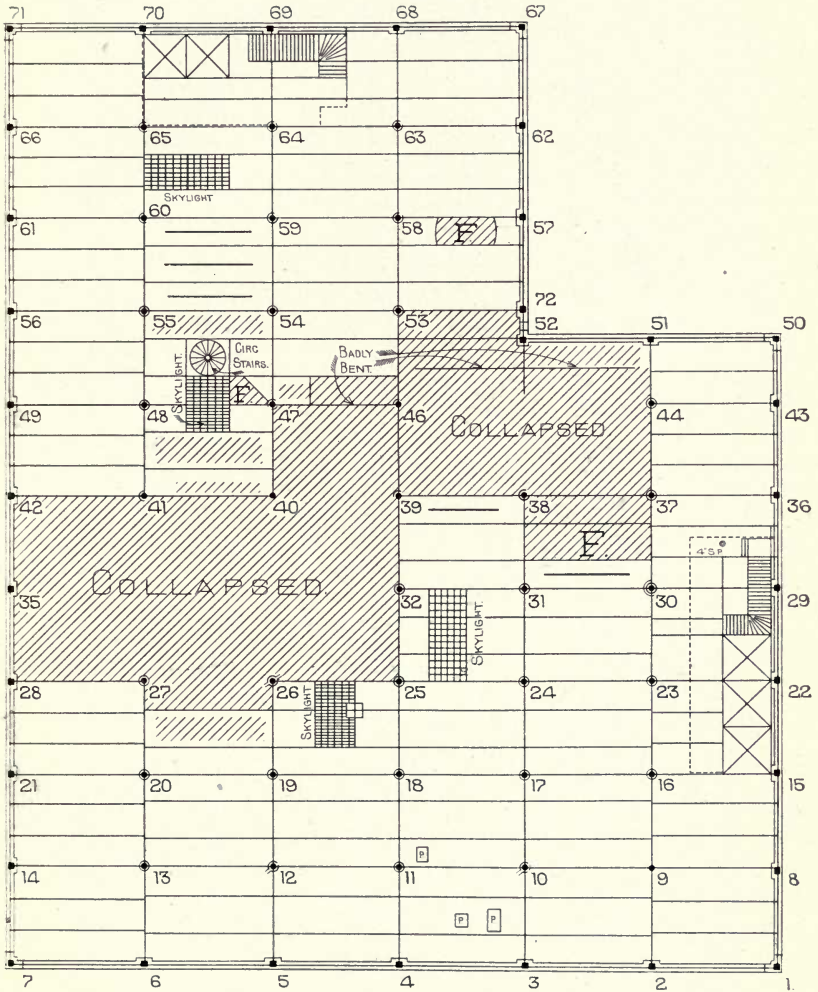 71 70 69 68 67
66 65 64 63 62
SKYLIGHT
60
61 59 58 F 57
72
56 55 54 53 52 51 50
CIRC
STAIRS.
BADLY
BENT.
SKYLIGHT.
F
49 48 47 46 44 43
COLLAPSED
42 41 40 39 38 37 36
F.
4" S.P.
COLLAPSED.
35 32 31 30 29
SKYLIGHT.
28 27 26 25 24 23 22
SKYLIGHT
21 20 19 18 17 16 15
P
14 13 12 11 10 9 8
P P
7 6 5 4 3 2 1.